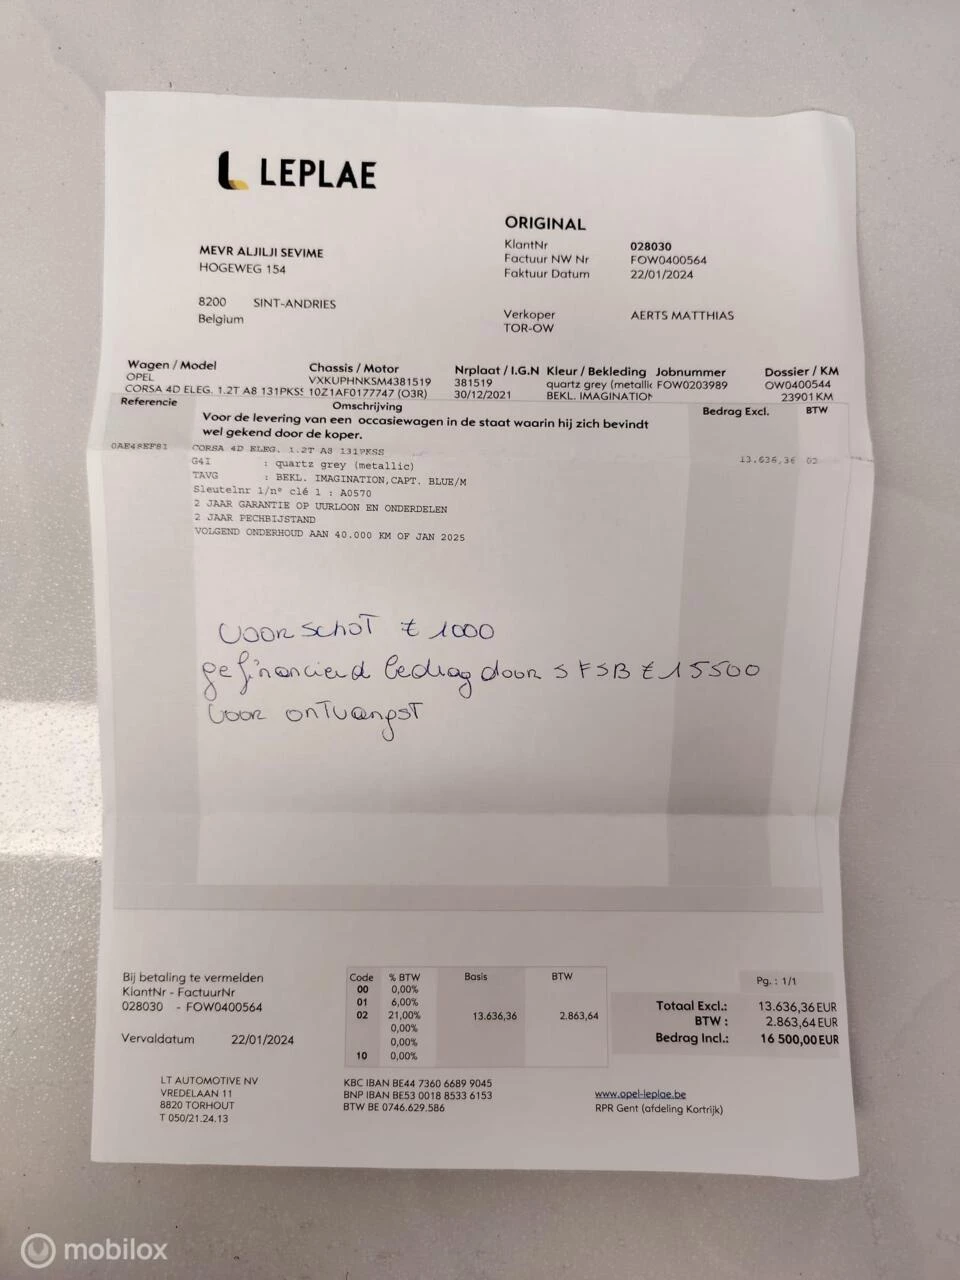 LEPLAE
ORIGINAL
KlantNr 028030
Factuur NW Nr FOW0400564
Faktuur Datum 22/01/2024
MEVR ALJILJI SEVIME
HOGEWEG 154
8200 SINT-ANDRIES
Belgium
Verkoper AERTS MATTHIAS
TOR-OW
Wagen / Model Chassis / Motor Nrplaat / I.G.N Kleur / Bekleding Jobnummer Dossier / KM
OPEL VXKUPHNKSM4381519 381519 quartz grey (metallic FOW0203989 OW0400544
CORSA 4D ELEG. 1.2T A8 131PKSS 10Z1AF0177747 (O3R) 30/12/2021 BEKL. IMAGINATION 23901 KM
Referencie Omschrijving Bedrag Excl. BTW
Voor de levering van een occasiewagen in de staat waarin hij zich bevindt
wel gekend door de koper.
0AE48EF81 CORSA 4D ELEG. 1.2T A8 131PKSS 13.636,36 02
G4I : quartz grey (metallic)
TAVG : BEKL. IMAGINATION,CAPT. BLUE/M
Sleutelnr 1/n° clé 1 : A0570
2 JAAR GARANTIE OP UURLOON EN ONDERDELEN
2 JAAR PECHBIJSTAND
VOLGEND ONDERHOUD AAN 40.000 KM OF JAN 2025
Voorschot € 1000
gefinancierd bedrag door SFSB € 15500
Voor ontvangst
Bij betaling te vermelden
KlantNr - FactuurNr
028030 - FOW0400564
Vervaldatum 22/01/2024
Code % BTW Basis BTW
00 0,00%
01 6,00%
02 21,00% 13.636,36 2.863,64
0,00%
0,00%
10 0,00%
Pg. : 1/1
Totaal Excl.: 13.636,36 EUR
BTW : 2.863,64 EUR
Bedrag Incl.: 16 500,00 EUR
LT AUTOMOTIVE NV
VREDELAAN 11
8820 TORHOUT
T 050/21.24.13
KBC IBAN BE44 7360 6689 9045
BNP IBAN BE53 0018 8533 6153
BTW BE 0746.629.586
www.opel-leplae.be
RPR Gent (afdeling Kortrijk)
mobilox